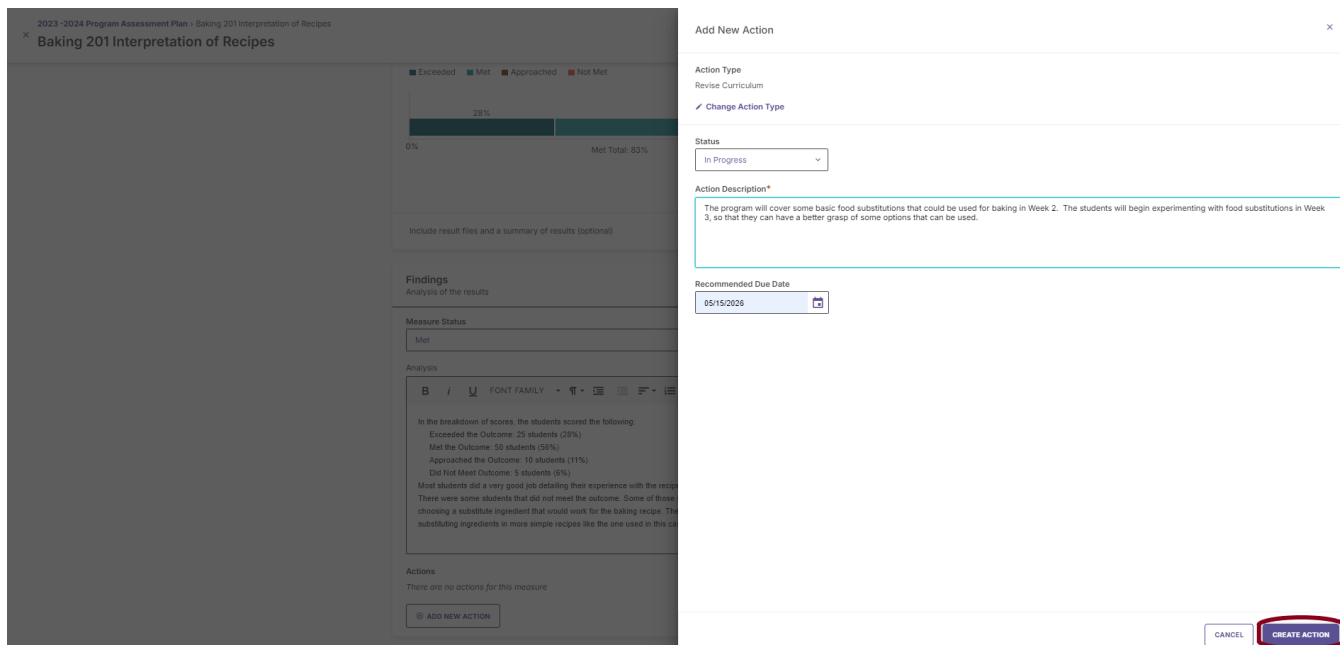 2023 -2024 Program Assessment Plan › Baking 201 Interpretation of Recipes
Baking 201 Interpretation of Recipes
Exceeded Met Approached Not Met
28%
0%
Met Total: 83%
Include result files and a summary of results (optional)
Findings
Analysis of the results
Measure Status
Met
Analysis
B i U FONT FAMILY
In the breakdown of scores, the students scored the following:
Exceeded the Outcome: 25 students (28%)
Met the Outcome: 50 students (56%)
Approached the Outcome: 10 students (11%)
Did Not Meet Outcome: 5 students (6%)
Most students did a very good job detailing their experience with the recip
There were some students that did not meet the outcome. Some of those
choosing a substitute ingredient that would work for the baking recipe. The
substituting ingredients in more simple recipes like the one used in this ca
Actions
There are no actions for this measure
ADD NEW ACTION
Add New Action
Action Type
Revise Curriculum
Change Action Type
Status
In Progress
Action Description*
The program will cover some basic food substitutions that could be used for baking in Week 2. The students will begin experimenting with food substitutions in Week
3, so that they can have a better grasp of some options that can be used.
Recommended Due Date
05/15/2026
CANCEL
CREATE ACTION